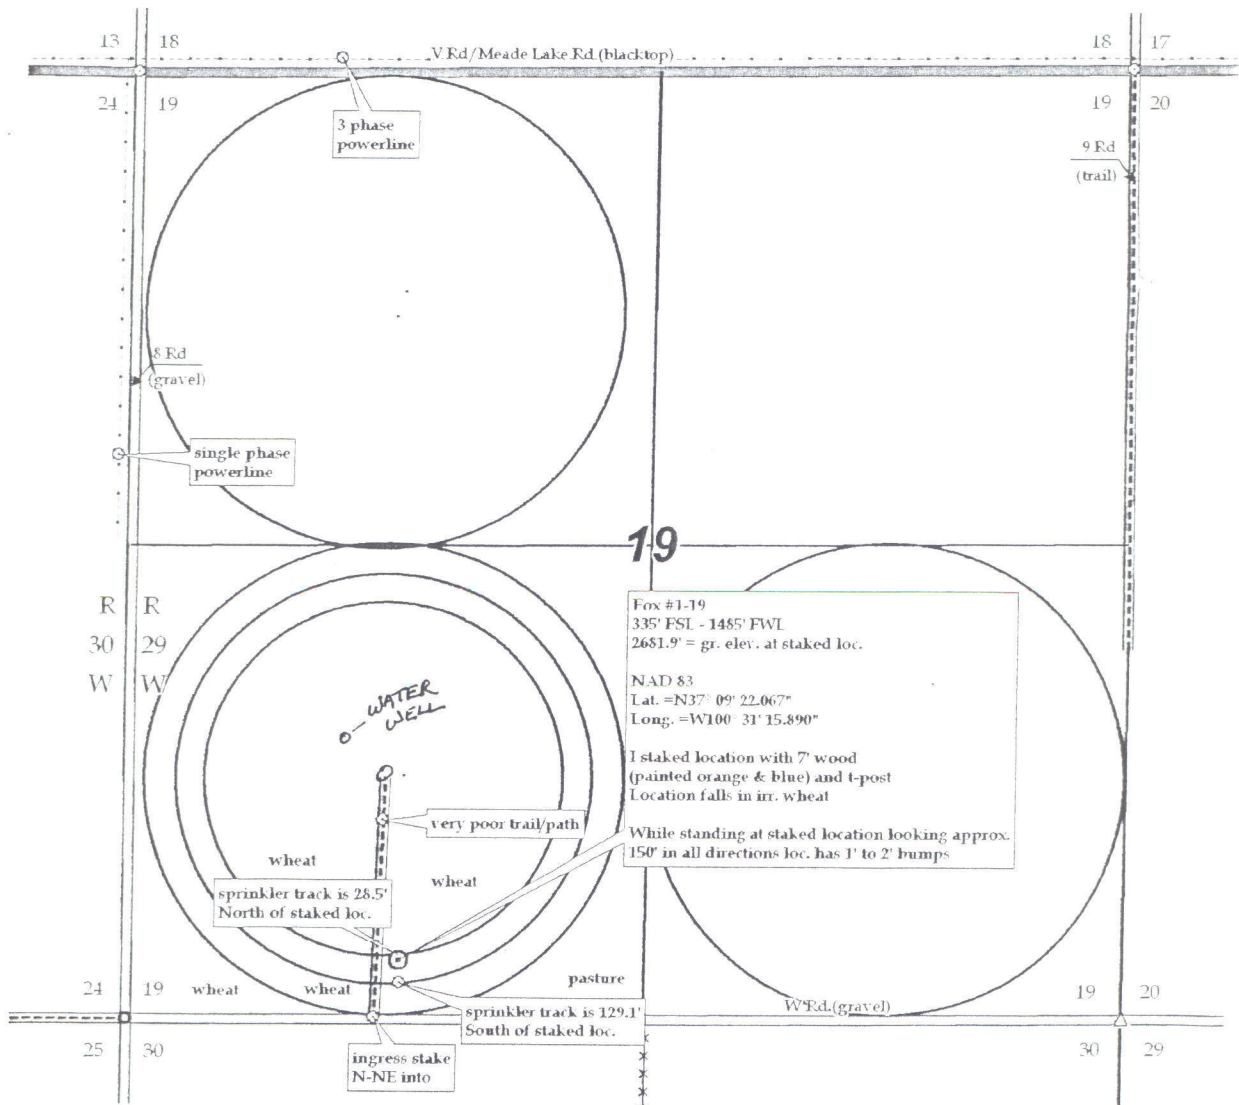 13 18
V Rd/Meade Lake Rd (blacktop)
18 17
24 19
19 20
3 phase
powerline
9 Rd
(trail)
8 Rd
(gravel)
single phase
powerline
19
R R
30 29
W W
Fox #1-19
335' FSL - 1485' FWL
2681.9' = gr. elev. at staked loc.
NAD 83
Lat. =N37° 09' 22.067"
Long. =W100 31' 15.890"
I staked location with 7' wood
(painted orange & blue) and t-post
Location falls in irr. wheat
While standing at staked location looking approx.
150' in all directions loc. has 1' to 2' bumps
WATER
WELL
very poor trail/path
wheat
wheat
sprinkler track is 28.5'
North of staked loc.
pasture
24 19
wheat
wheat
sprinkler track is 129.1'
South of staked loc.
W Rd. (gravel)
19 20
25 30
ingress stake
N-NE into
30 29